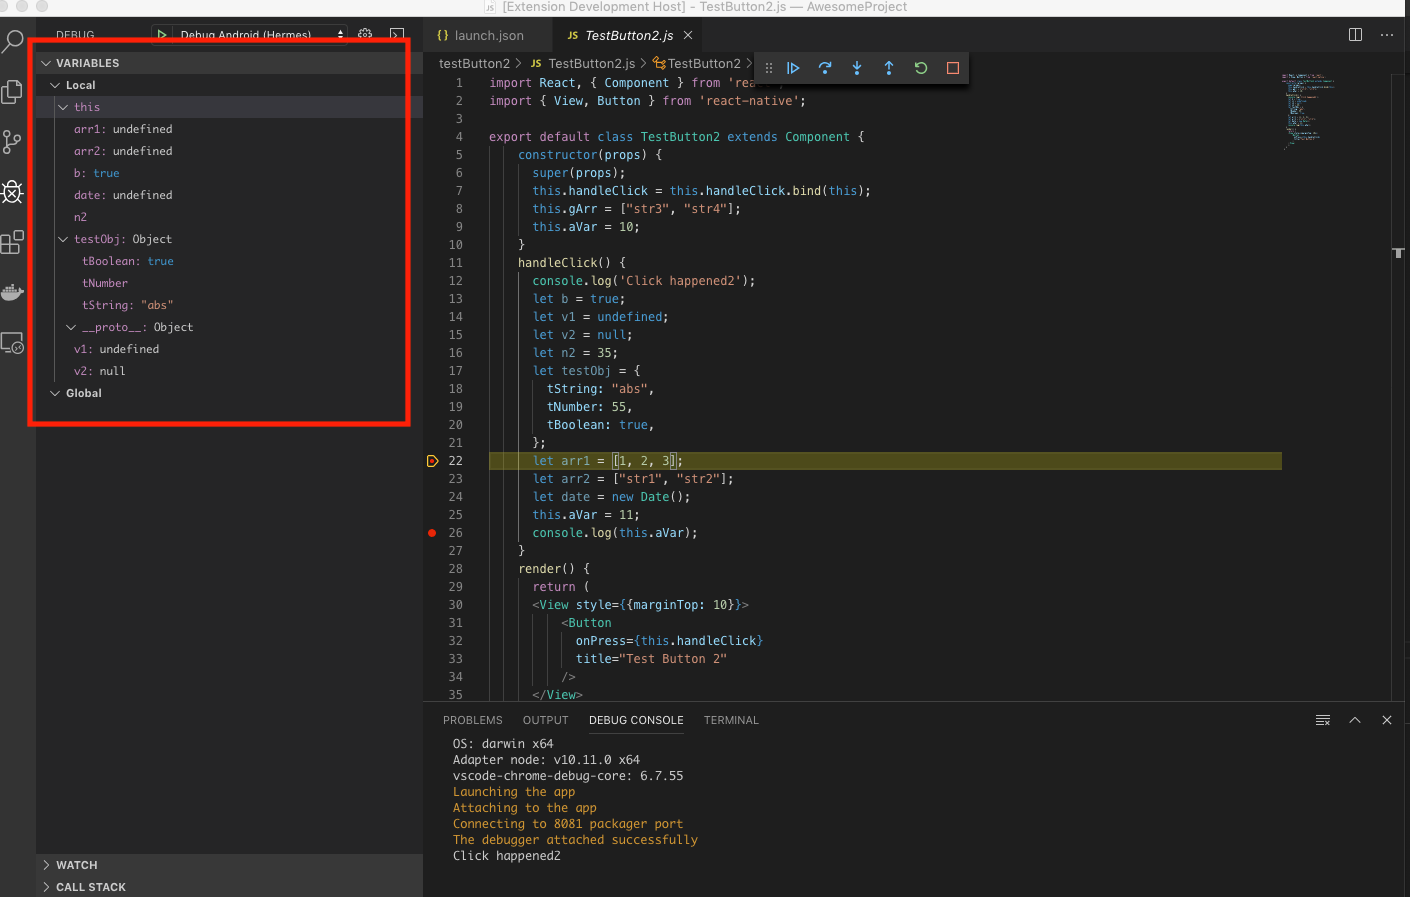 [Extension Development Host] - TestButton2.js — AwesomeProject
DEBUG Debug Android (Hermes)
{} launch.json JS TestButton2.js
testButton2 > JS TestButton2.js > TestButton2 >
VARIABLES
Local
this
arr1: undefined
arr2: undefined
b: true
date: undefined
n2
testObj: Object
tBoolean: true
tNumber
tString: "abs"
__proto__: Object
v1: undefined
v2: null
Global
WATCH
CALL STACK
1 import React, { Component } from 'rea
2 import { View, Button } from 'react-native';
3
4 export default class TestButton2 extends Component {
5 constructor(props) {
6 super(props);
7 this.handleClick = this.handleClick.bind(this);
8 this.gArr = ["str3", "str4"];
9 this.aVar = 10;
10 }
11 handleClick() {
12 console.log('Click happened2');
13 let b = true;
14 let v1 = undefined;
15 let v2 = null;
16 let n2 = 35;
17 let testObj = {
18 tString: "abs",
19 tNumber: 55,
20 tBoolean: true,
21 };
22 let arr1 = [1, 2, 3];
23 let arr2 = ["str1", "str2"];
24 let date = new Date();
25 this.aVar = 11;
26 console.log(this.aVar);
27 }
28 render() {
29 return (
30 <View style={{marginTop: 10}}>
31 <Button
32 onPress={this.handleClick}
33 title="Test Button 2"
34 />
35 </View>
PROBLEMS OUTPUT DEBUG CONSOLE TERMINAL
OS: darwin x64
Adapter node: v10.11.0 x64
vscode-chrome-debug-core: 6.7.55
Launching the app
Attaching to the app
Connecting to 8081 packager port
The debugger attached successfully
Click happened2